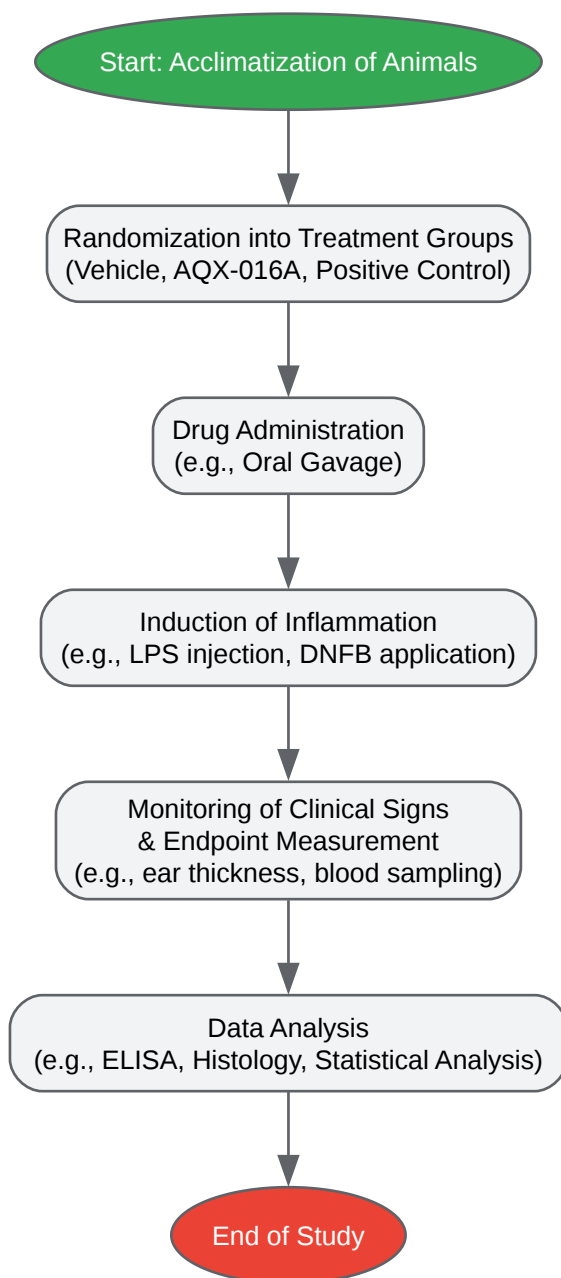 Start: Acclimatization of Animals
Randomization into Treatment Groups
(Vehicle, AQX-016A, Positive Control)
Drug Administration
(e.g., Oral Gavage)
Induction of Inflammation
(e.g., LPS injection, DNFB application)
Monitoring of Clinical Signs
& Endpoint Measurement
(e.g., ear thickness, blood sampling)
Data Analysis
(e.g., ELISA, Histology, Statistical Analysis)
End of Study